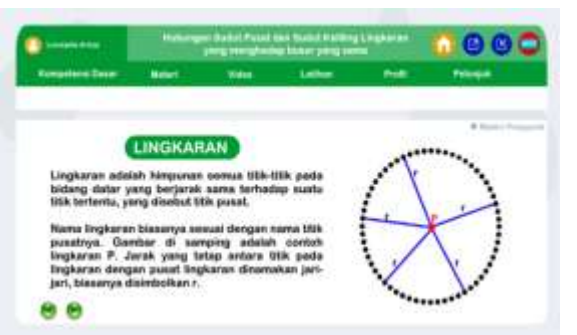 Hubungan Sudut Pusat dan Sudut Keliling Lingkaran
yang menghadap busur yang sama
Kompetensi Dasar Materi Video Latihan Profil Petunjuk
LINGKARAN
Lingkaran adalah himpunan semua titik-titik pada
bidang datar yang berjarak sama terhadap suatu
titik tertentu, yang disebut titik pusat.
Nama lingkaran biasanya sesuai dengan nama titik
pusatnya. Gambar di samping adalah contoh
lingkaran P. Jarak yang tetap antara titik pada
lingkaran dengan pusat lingkaran dinamakan jari-
jari, biasanya disimbolkan r.
r
r
P
r
r
r